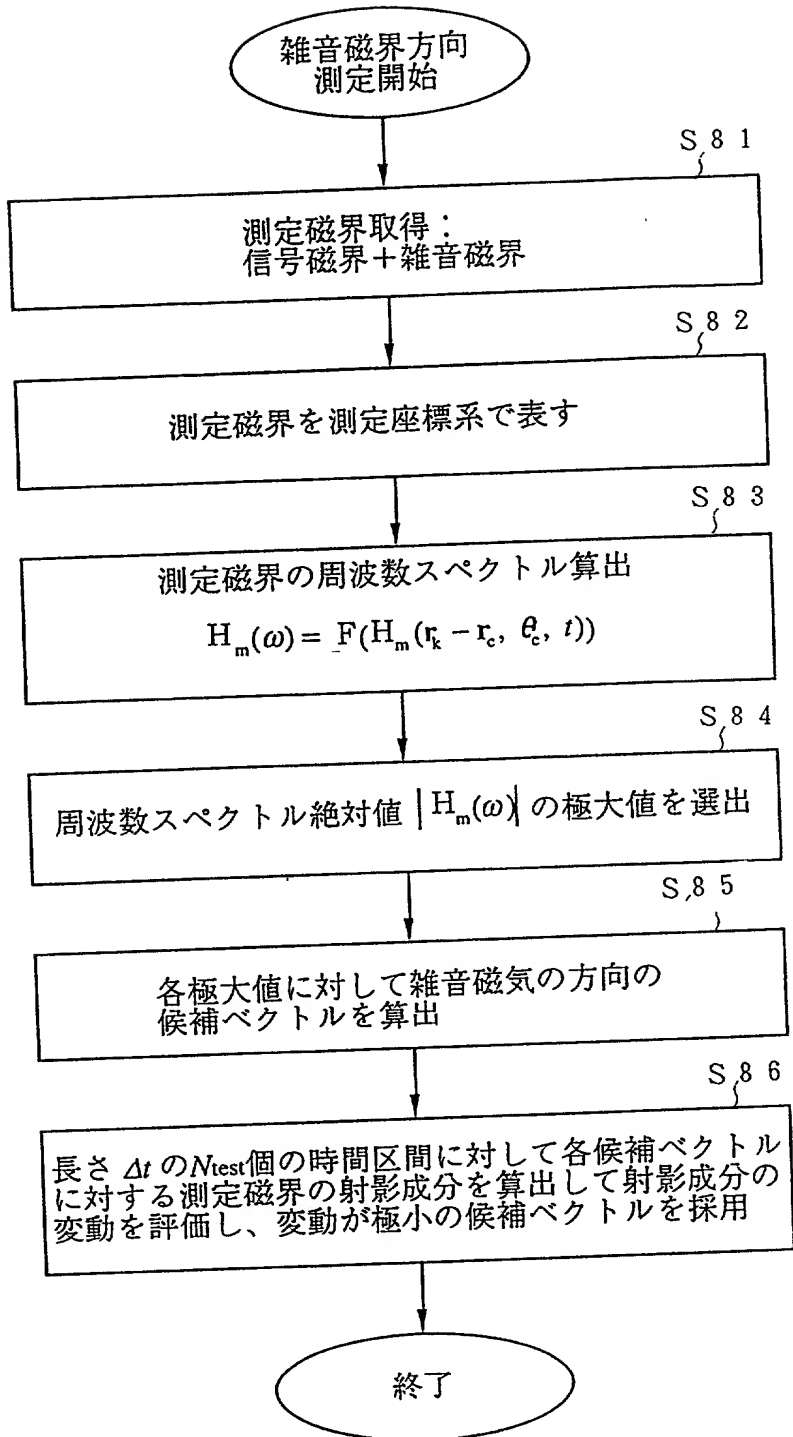 雑音磁界方向
測定開始
S81
測定磁界取得：
信号磁界＋雑音磁界
S82
測定磁界を測定座標系で表す
S83
測定磁界の周波数スペクトル算出
Hm(ω) = F(Hm(rk − rc, θc, t))
S84
周波数スペクトル絶対値 |Hm(ω)| の極大値を選出
S85
各極大値に対して雑音磁気の方向の
候補ベクトルを算出
S86
長さ Δt のNtest個の時間区間に対して各候補ベクトル
に対する測定磁界の射影成分を算出して射影成分の
変動を評価し、変動が極小の候補ベクトルを採用
終了